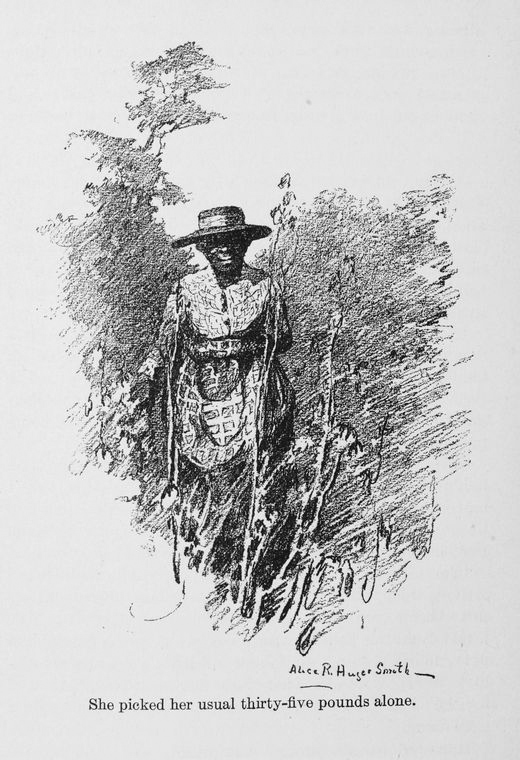 Alice R. Huger Smith
She picked her usual thirty-five pounds alone.